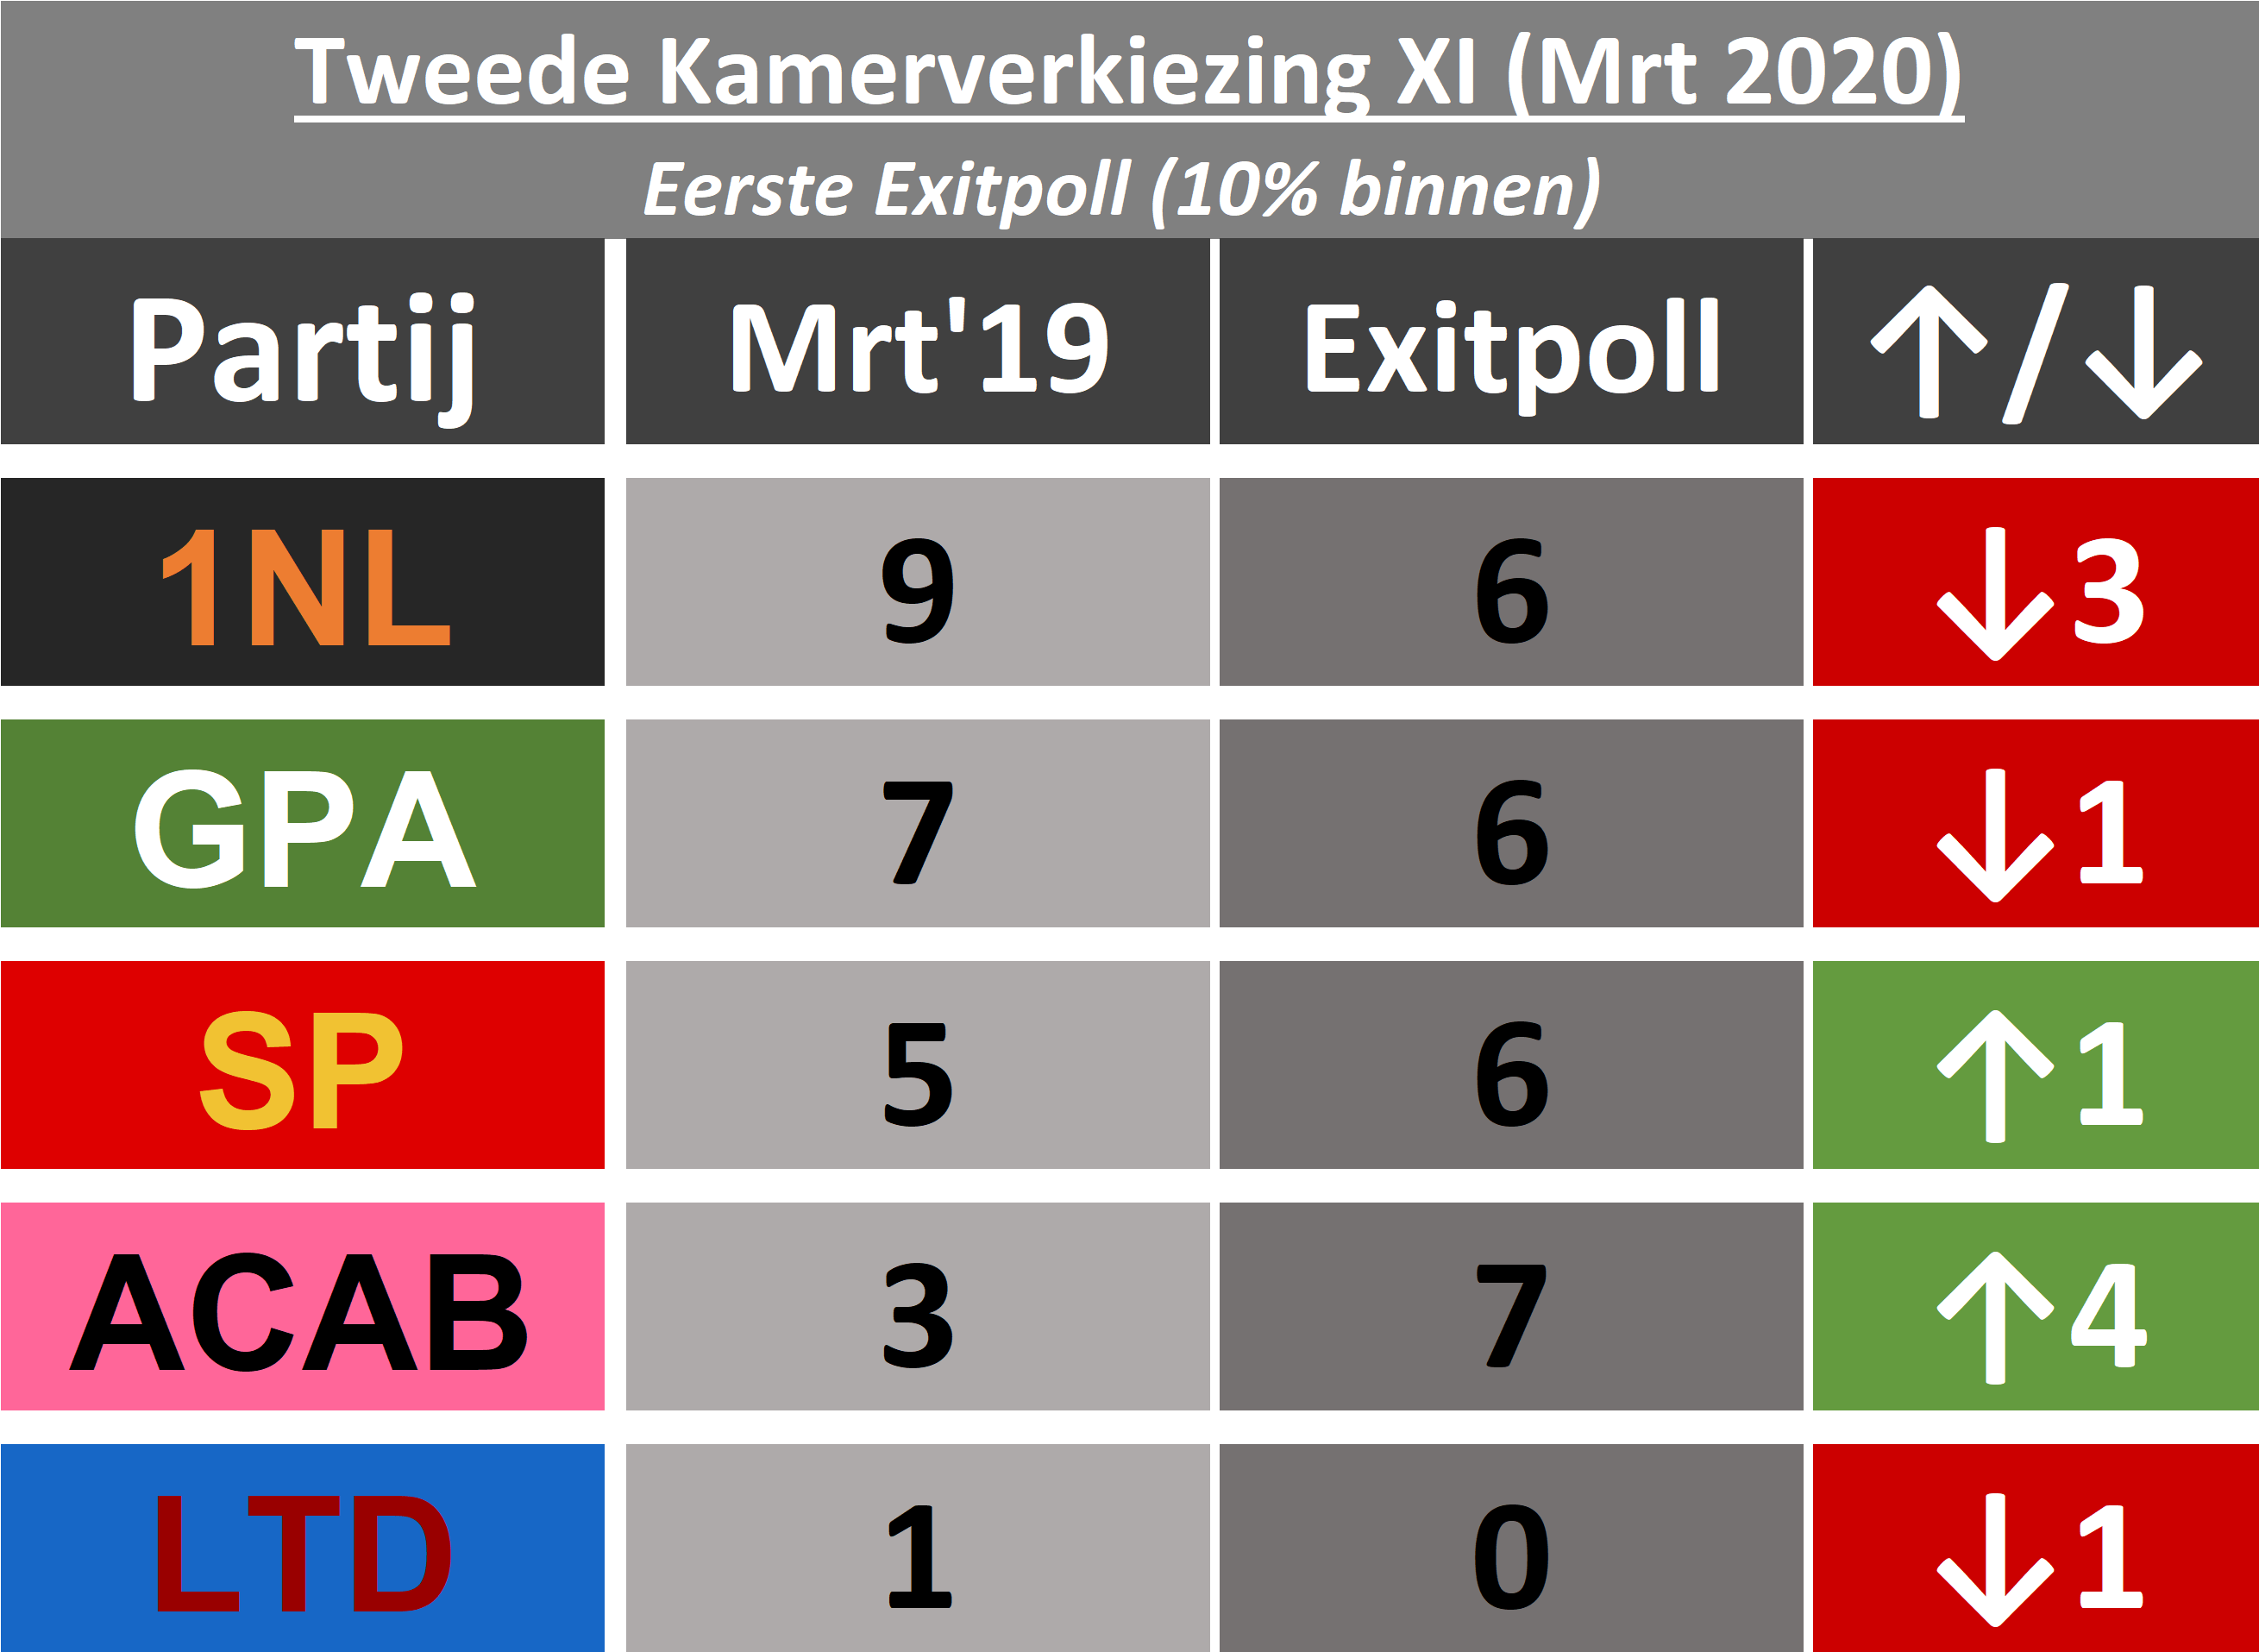 Tweede Kamerverkiezing XI (Mrt 2020)
Eerste Exitpoll (10% binnen)
Partij Mrt'19 Exitpoll ↑/↓
1NL 9 6 ↓3
GPA 7 6 ↓1
SP 5 6 ↑1
ACAB 3 7 ↑4
LTD 1 0 ↓1